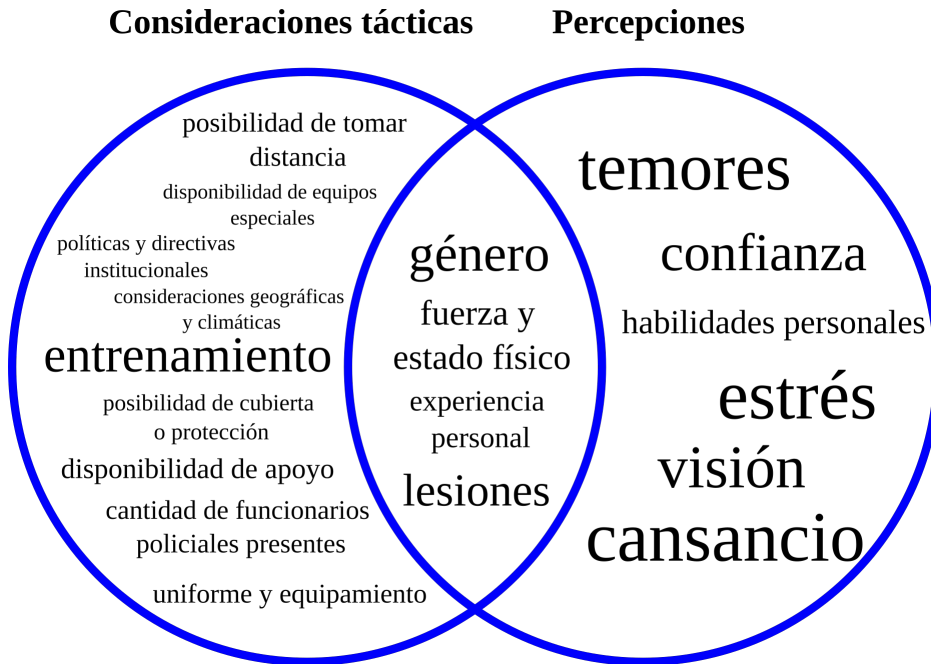 Consideraciones tácticas
Percepciones
posibilidad de tomar
distancia
disponibilidad de equipos
especiales
políticas y directivas
institucionales
consideraciones geográficas
y climáticas
entrenamiento
posibilidad de cubierta
o protección
disponibilidad de apoyo
cantidad de funcionarios
policiales presentes
uniforme y equipamiento
género
fuerza y
estado físico
experiencia
personal
lesiones
temores
confianza
habilidades personales
estrés
visión
cansancio